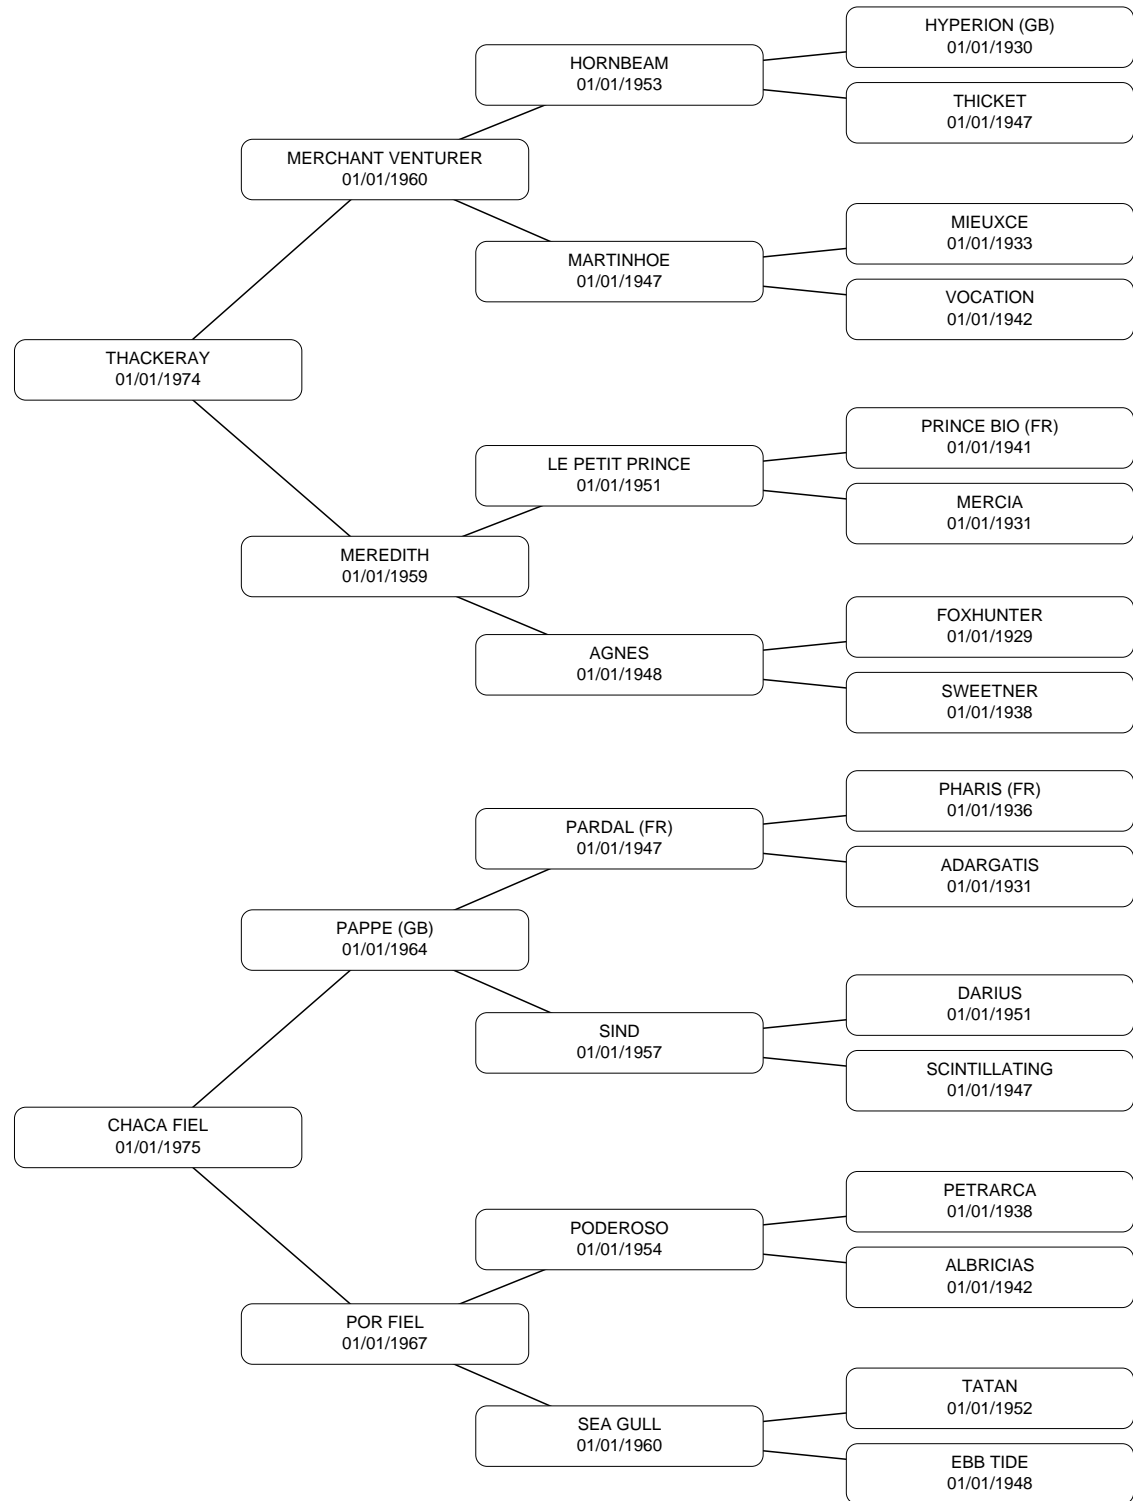 HYPERION (GB)
01/01/1930
HORNBEAM
01/01/1953
THICKET
01/01/1947
MERCHANT VENTURER
01/01/1960
MIEUXCE
01/01/1933
MARTINHOE
01/01/1947
VOCATION
01/01/1942
THACKERAY
01/01/1974
PRINCE BIO (FR)
01/01/1941
LE PETIT PRINCE
01/01/1951
MERCIA
01/01/1931
MEREDITH
01/01/1959
FOXHUNTER
01/01/1929
AGNES
01/01/1948
SWEETNER
01/01/1938
PHARIS (FR)
01/01/1936
PARDAL (FR)
01/01/1947
ADARGATIS
01/01/1931
PAPPE (GB)
01/01/1964
DARIUS
01/01/1951
SIND
01/01/1957
SCINTILLATING
01/01/1947
CHACA FIEL
01/01/1975
PETRARCA
01/01/1938
PODEROSO
01/01/1954
ALBRICIAS
01/01/1942
POR FIEL
01/01/1967
TATAN
01/01/1952
SEA GULL
01/01/1960
EBB TIDE
01/01/1948